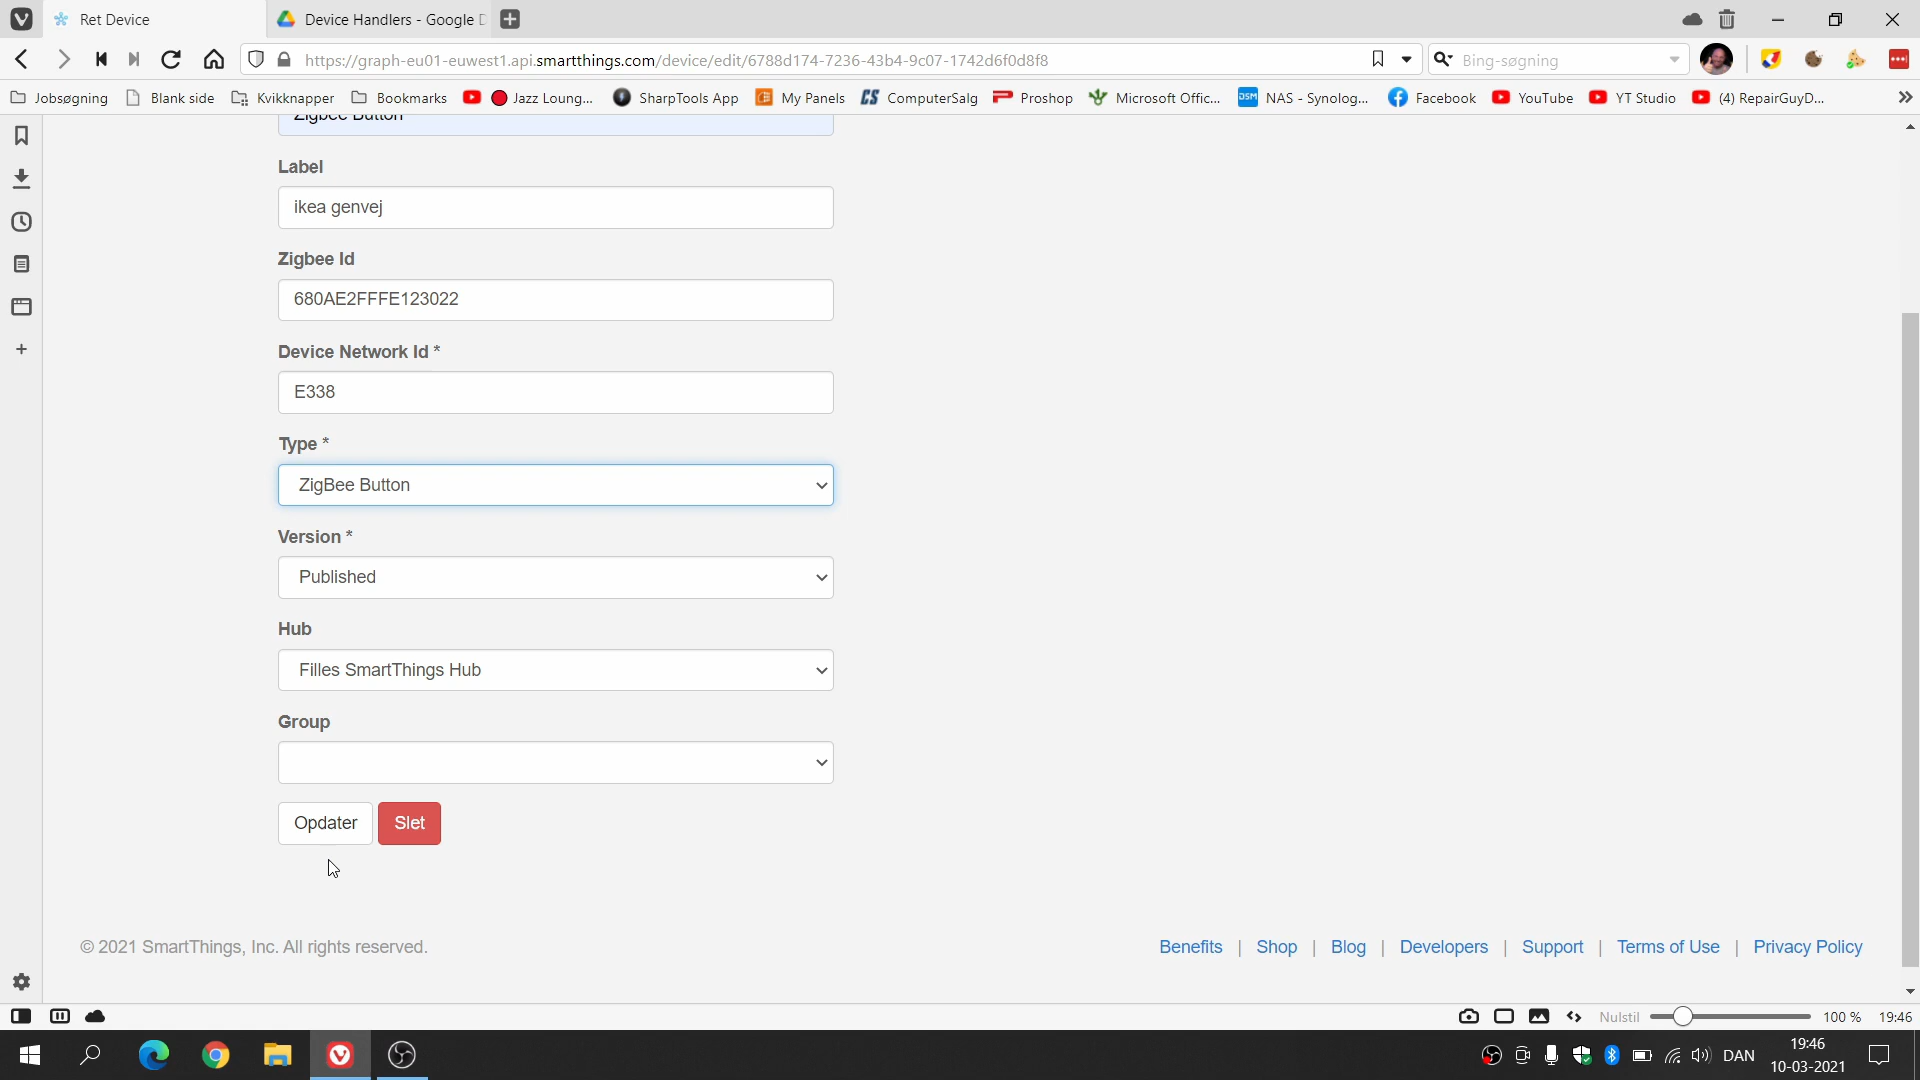 Ret Device
Device Handlers - Google D
https://graph-eu01-euwest1.api.smartthings.com/device/edit/6788d174-7236-43b4-9c07-1742d6f0d8f8
Bing-søgning
Jobsøgning
Blank side
Kvikknapper
Bookmarks
Jazz Loung...
SharpTools App
My Panels
CS
ComputerSalg
Proshop
Microsoft Offic...
DSM
NAS - Synolog...
Facebook
YouTube
YT Studio
(4) RepairGuyD...
Zigbee Button
Label
ikea genvej
Zigbee Id
680AE2FFFE123022
Device Network Id *
E338
Type *
ZigBee Button
Version *
Published
Hub
Filles SmartThings Hub
Group
Opdater
Slet
© 2021 SmartThings, Inc. All rights reserved.
Benefits | Shop | Blog | Developers | Support | Terms of Use | Privacy Policy
Nulstil
100 %
19:46
DAN
19:46
10-03-2021